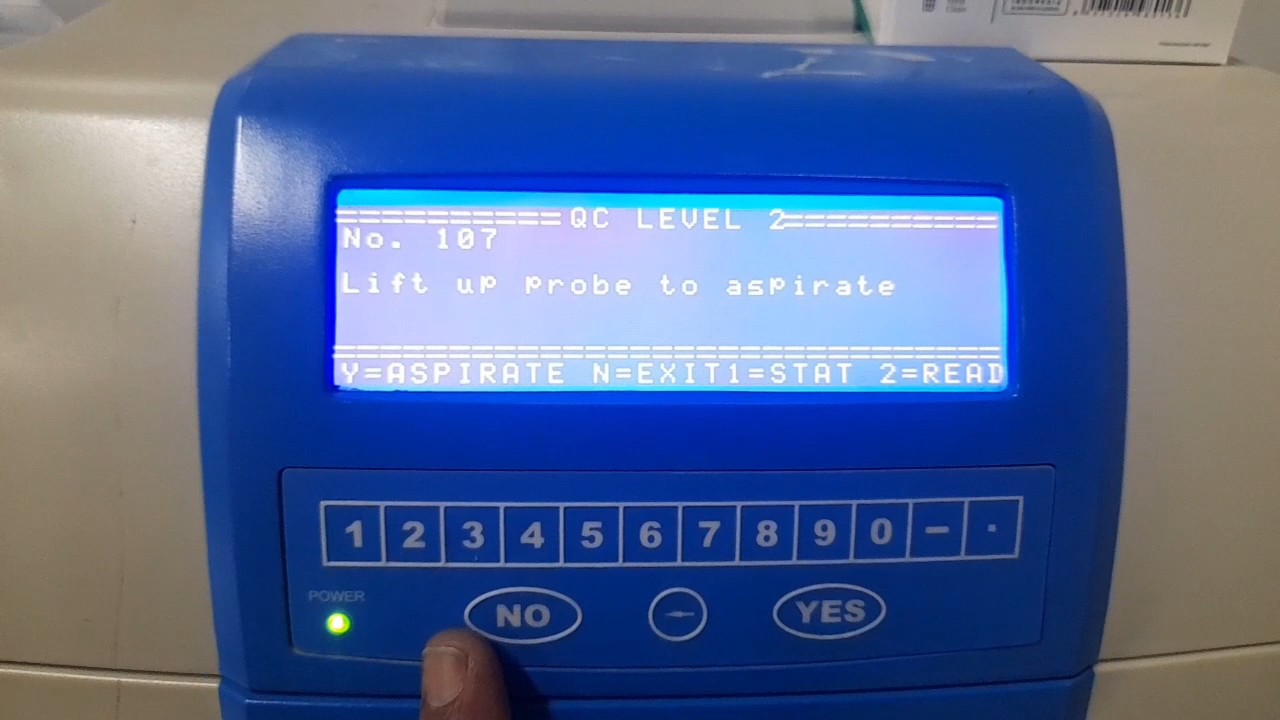 ========== QC LEVEL 2==========
No. 107
Lift up probe to aspirate
==============================
Y=ASPIRATE N=EXIT1=STAT 2=READ
1 2 3 4 5 6 7 8 9 0 – ·
POWER
NO ← YES